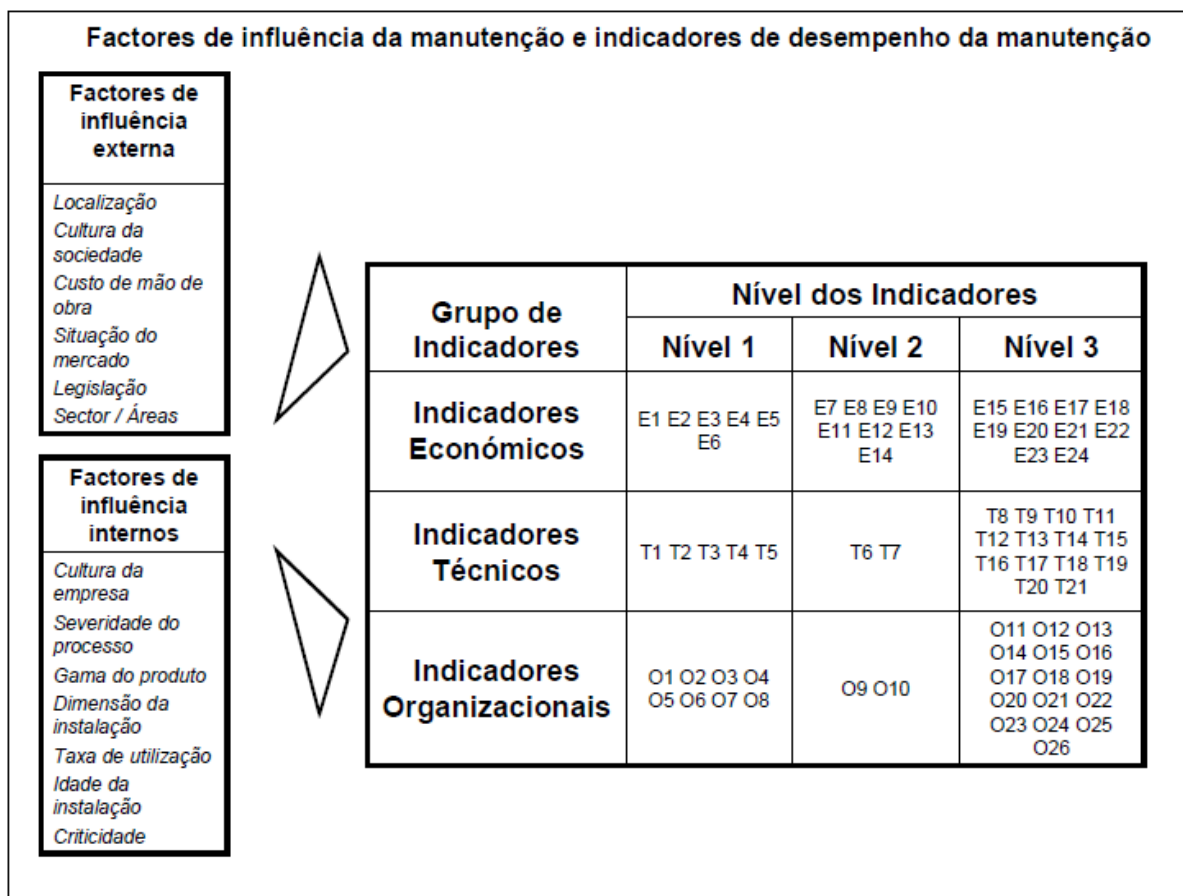 Factores de influência da manutenção e indicadores de desempenho da manutenção
Factores de
influência
externa
Localização
Cultura da
sociedade
Custo de mão de
obra
Situação do
mercado
Legislação
Sector / Áreas
Factores de
influência
internos
Cultura da
empresa
Severidade do
processo
Gama do produto
Dimensão da
instalação
Taxa de utilização
Idade da
instalação
Criticidade
Grupo de
Indicadores
Nível dos Indicadores
Nível 1
Nível 2
Nível 3
Indicadores
Económicos
E1 E2 E3 E4 E5
E6
E7 E8 E9 E10
E11 E12 E13
E14
E15 E16 E17 E18
E19 E20 E21 E22
E23 E24
Indicadores
Técnicos
T1 T2 T3 T4 T5
T6 T7
T8 T9 T10 T11
T12 T13 T14 T15
T16 T17 T18 T19
T20 T21
Indicadores
Organizacionais
O1 O2 O3 O4
O5 O6 O7 O8
O9 O10
O11 O12 O13
O14 O15 O16
O17 O18 O19
O20 O21 O22
O23 O24 O25
O26